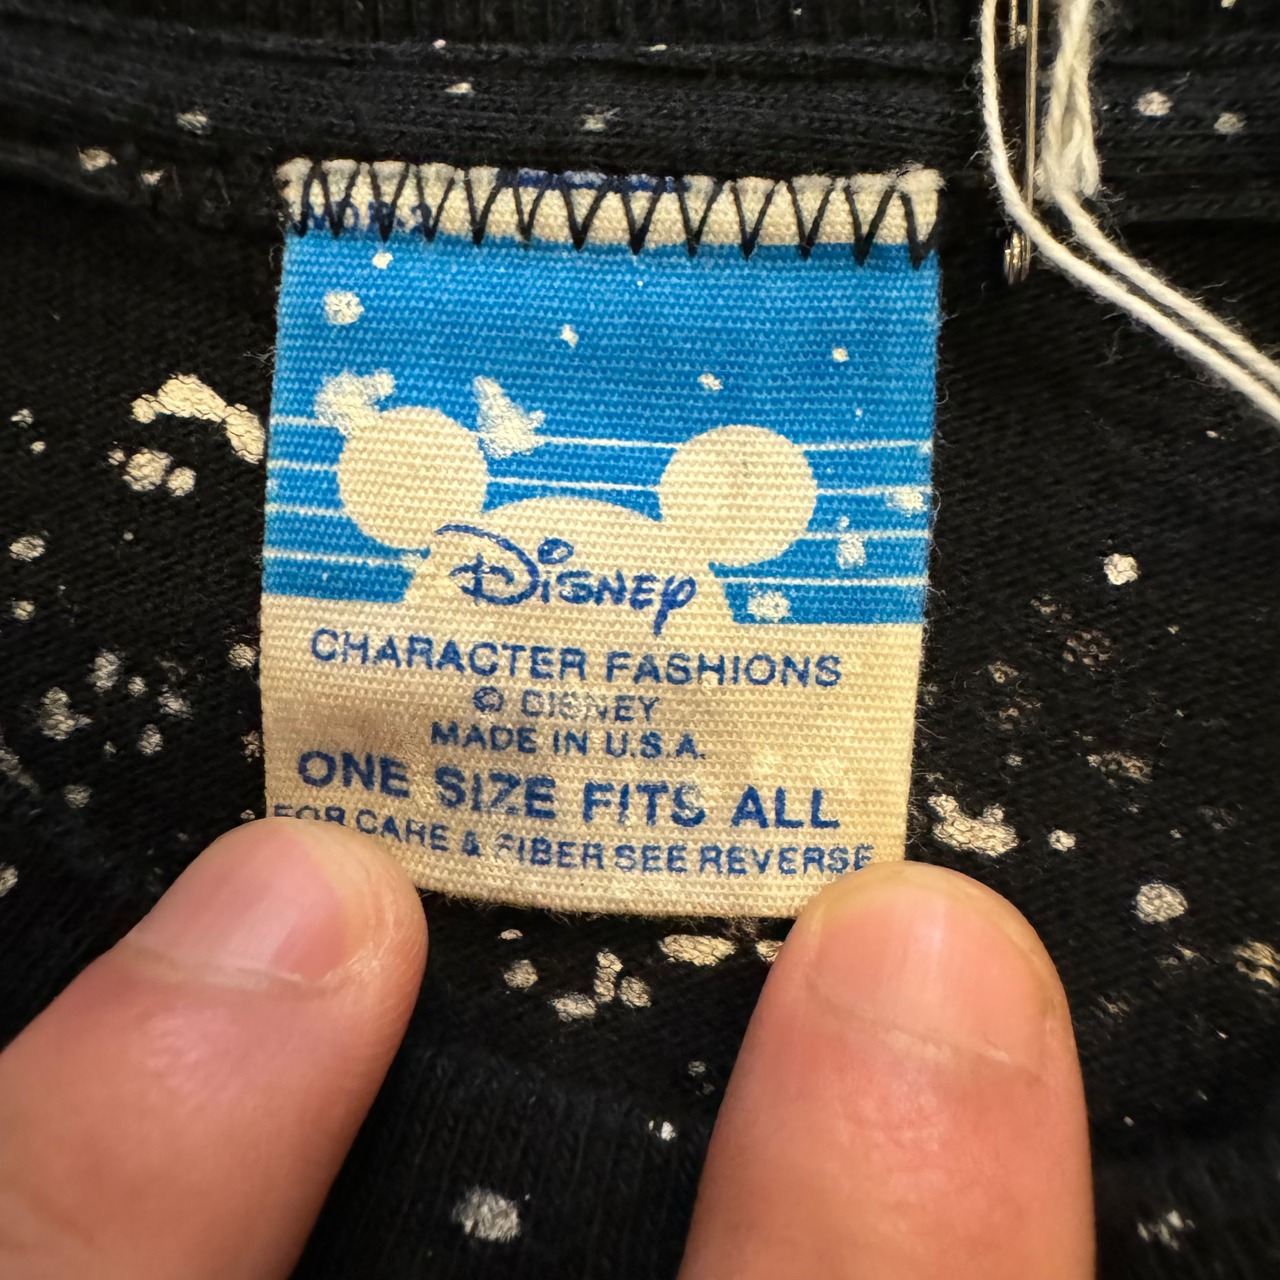 Disney
CHARACTER FASHIONS
© DISNEY
MADE IN U.S.A.
ONE SIZE FITS ALL
FOR CARE & FIBER SEE REVERSE